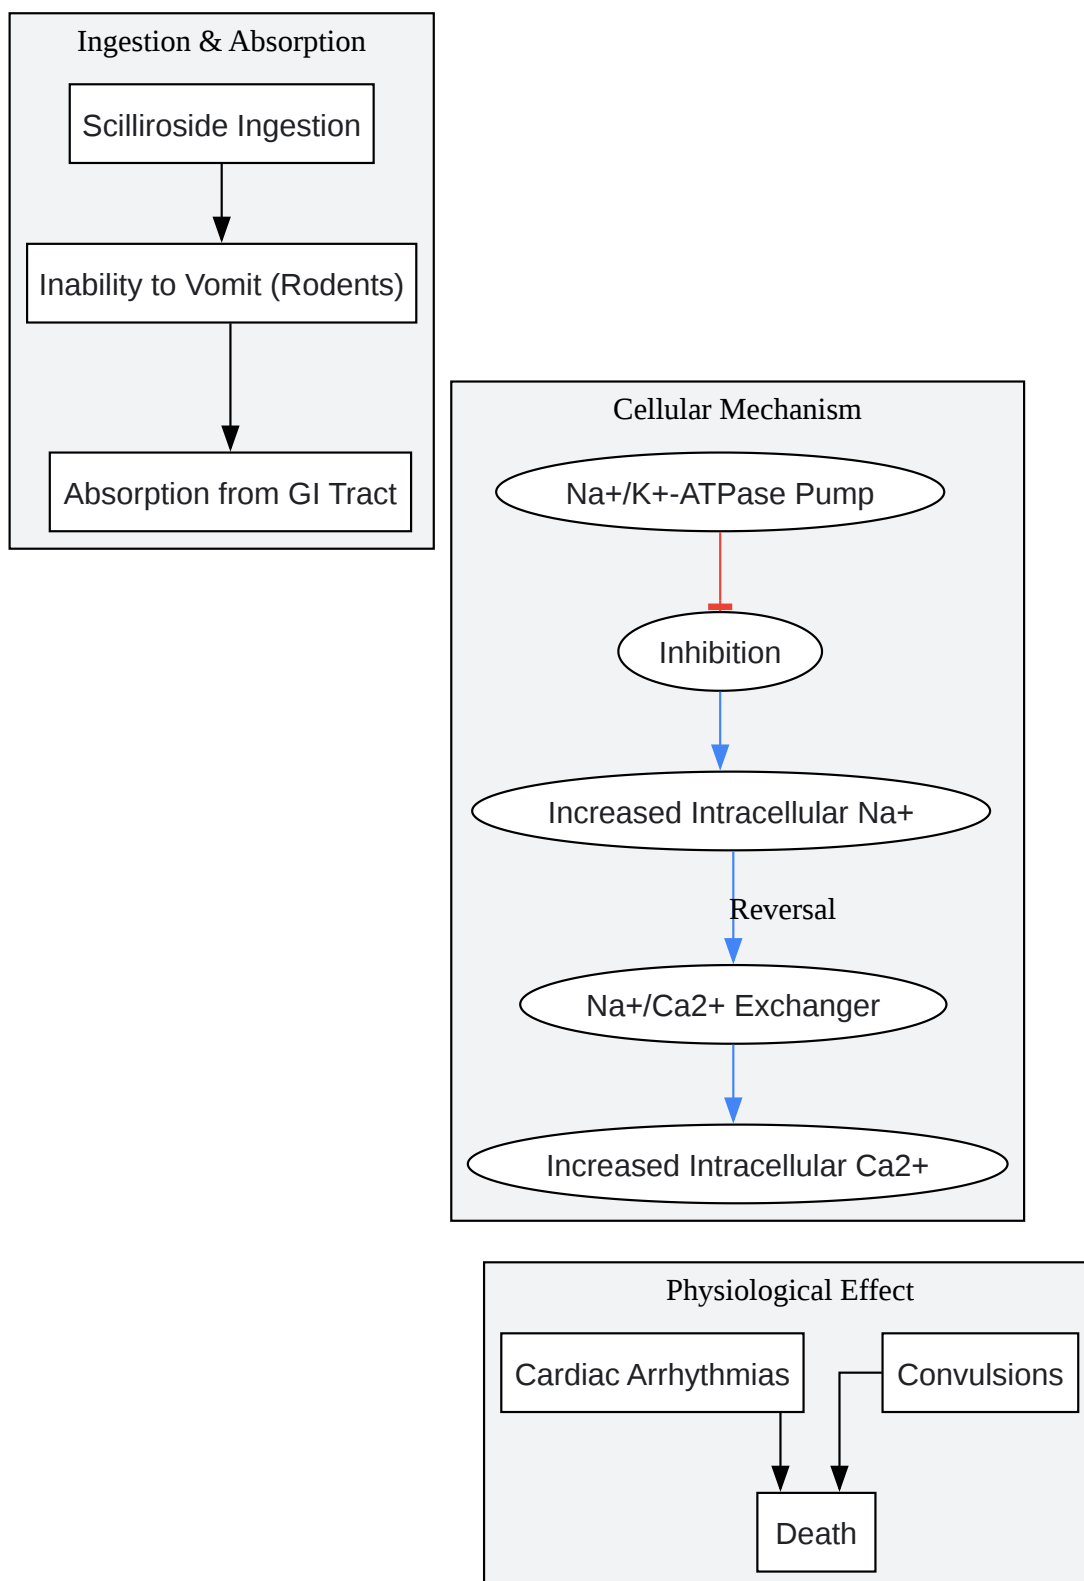 Ingestion & Absorption
Scilliroside Ingestion
Inability to Vomit (Rodents)
Absorption from GI Tract
Cellular Mechanism
Na+/K+-ATPase Pump
Inhibition
Increased Intracellular Na+
Reversal
Na+/Ca2+ Exchanger
Increased Intracellular Ca2+
Physiological Effect
Cardiac Arrhythmias
Convulsions
Death